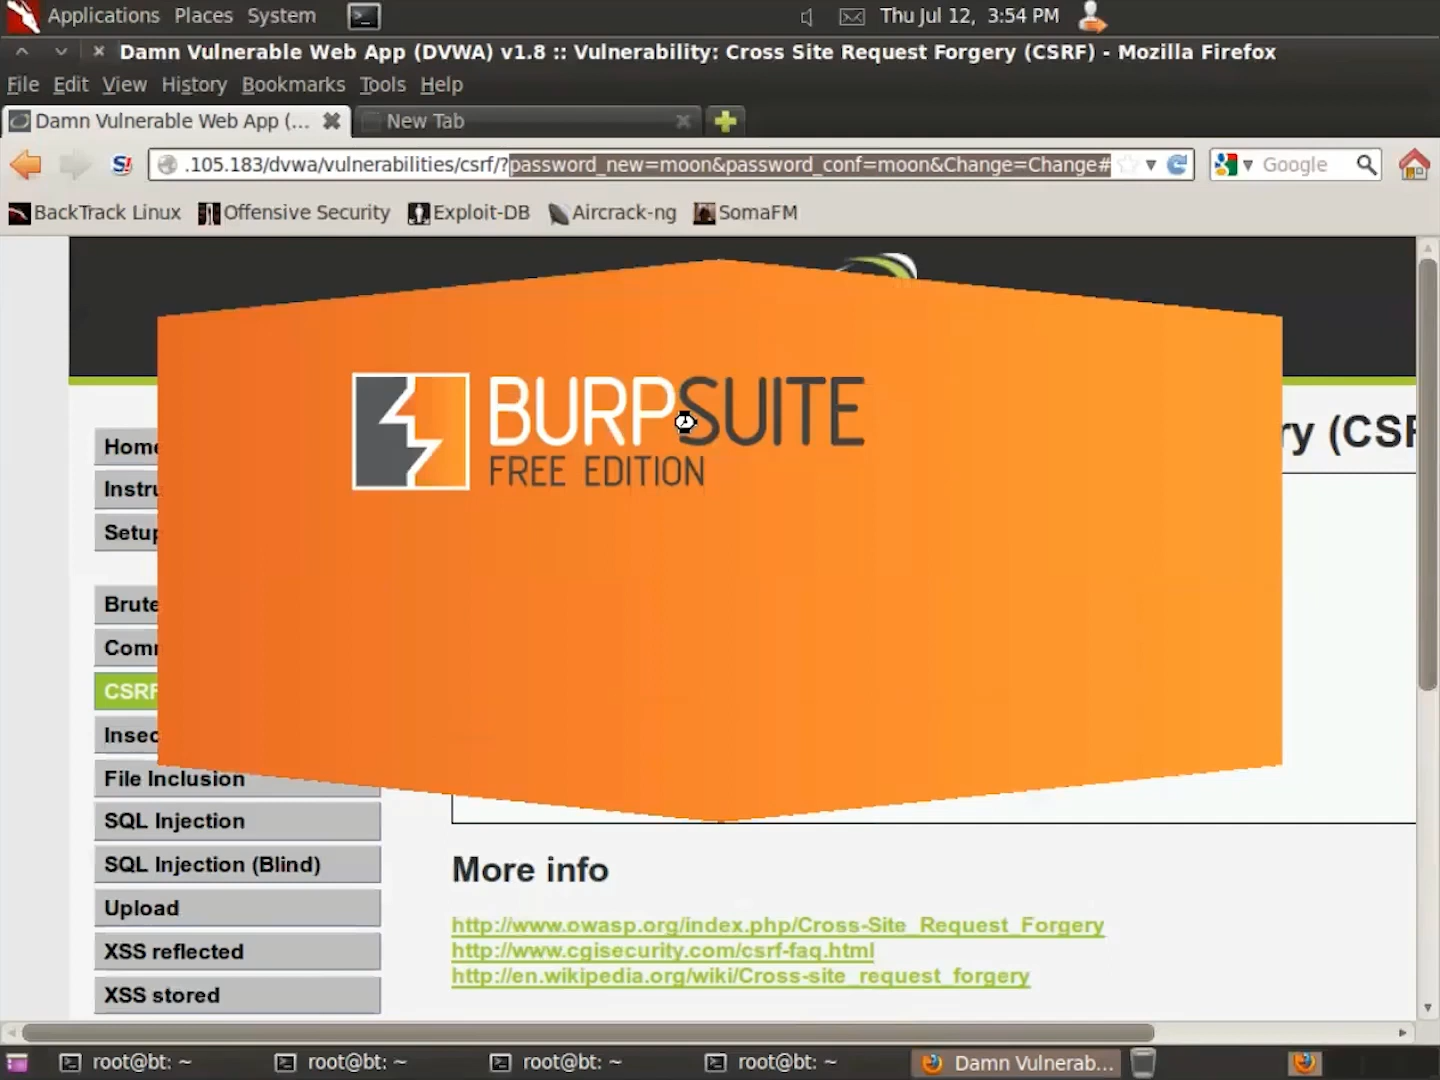 Applications Places System
Thu Jul 12, 3:54 PM
Damn Vulnerable Web App (DVWA) v1.8 :: Vulnerability: Cross Site Request Forgery (CSRF) - Mozilla Firefox
File Edit View History Bookmarks Tools Help
Damn Vulnerable Web App (... New Tab
S! .105.183/dvwa/vulnerabilities/csrf/?password_new=moon&password_conf=moon&Change=Change# Google
BackTrack Linux Offensive Security Exploit-DB Aircrack-ng SomaFM
BURPSUITE
FREE EDITION
ry (CSF
Home
Instru
Setup
Brute
Comm
CSRF
Insec
File Inclusion
SQL Injection
SQL Injection (Blind)
Upload
XSS reflected
XSS stored
More info
http://www.owasp.org/index.php/Cross-Site_Request_Forgery
http://www.cgisecurity.com/csrf-faq.html
http://en.wikipedia.org/wiki/Cross-site_request_forgery
root@bt: ~ root@bt: ~ root@bt: ~ root@bt: ~ Damn Vulnerab...